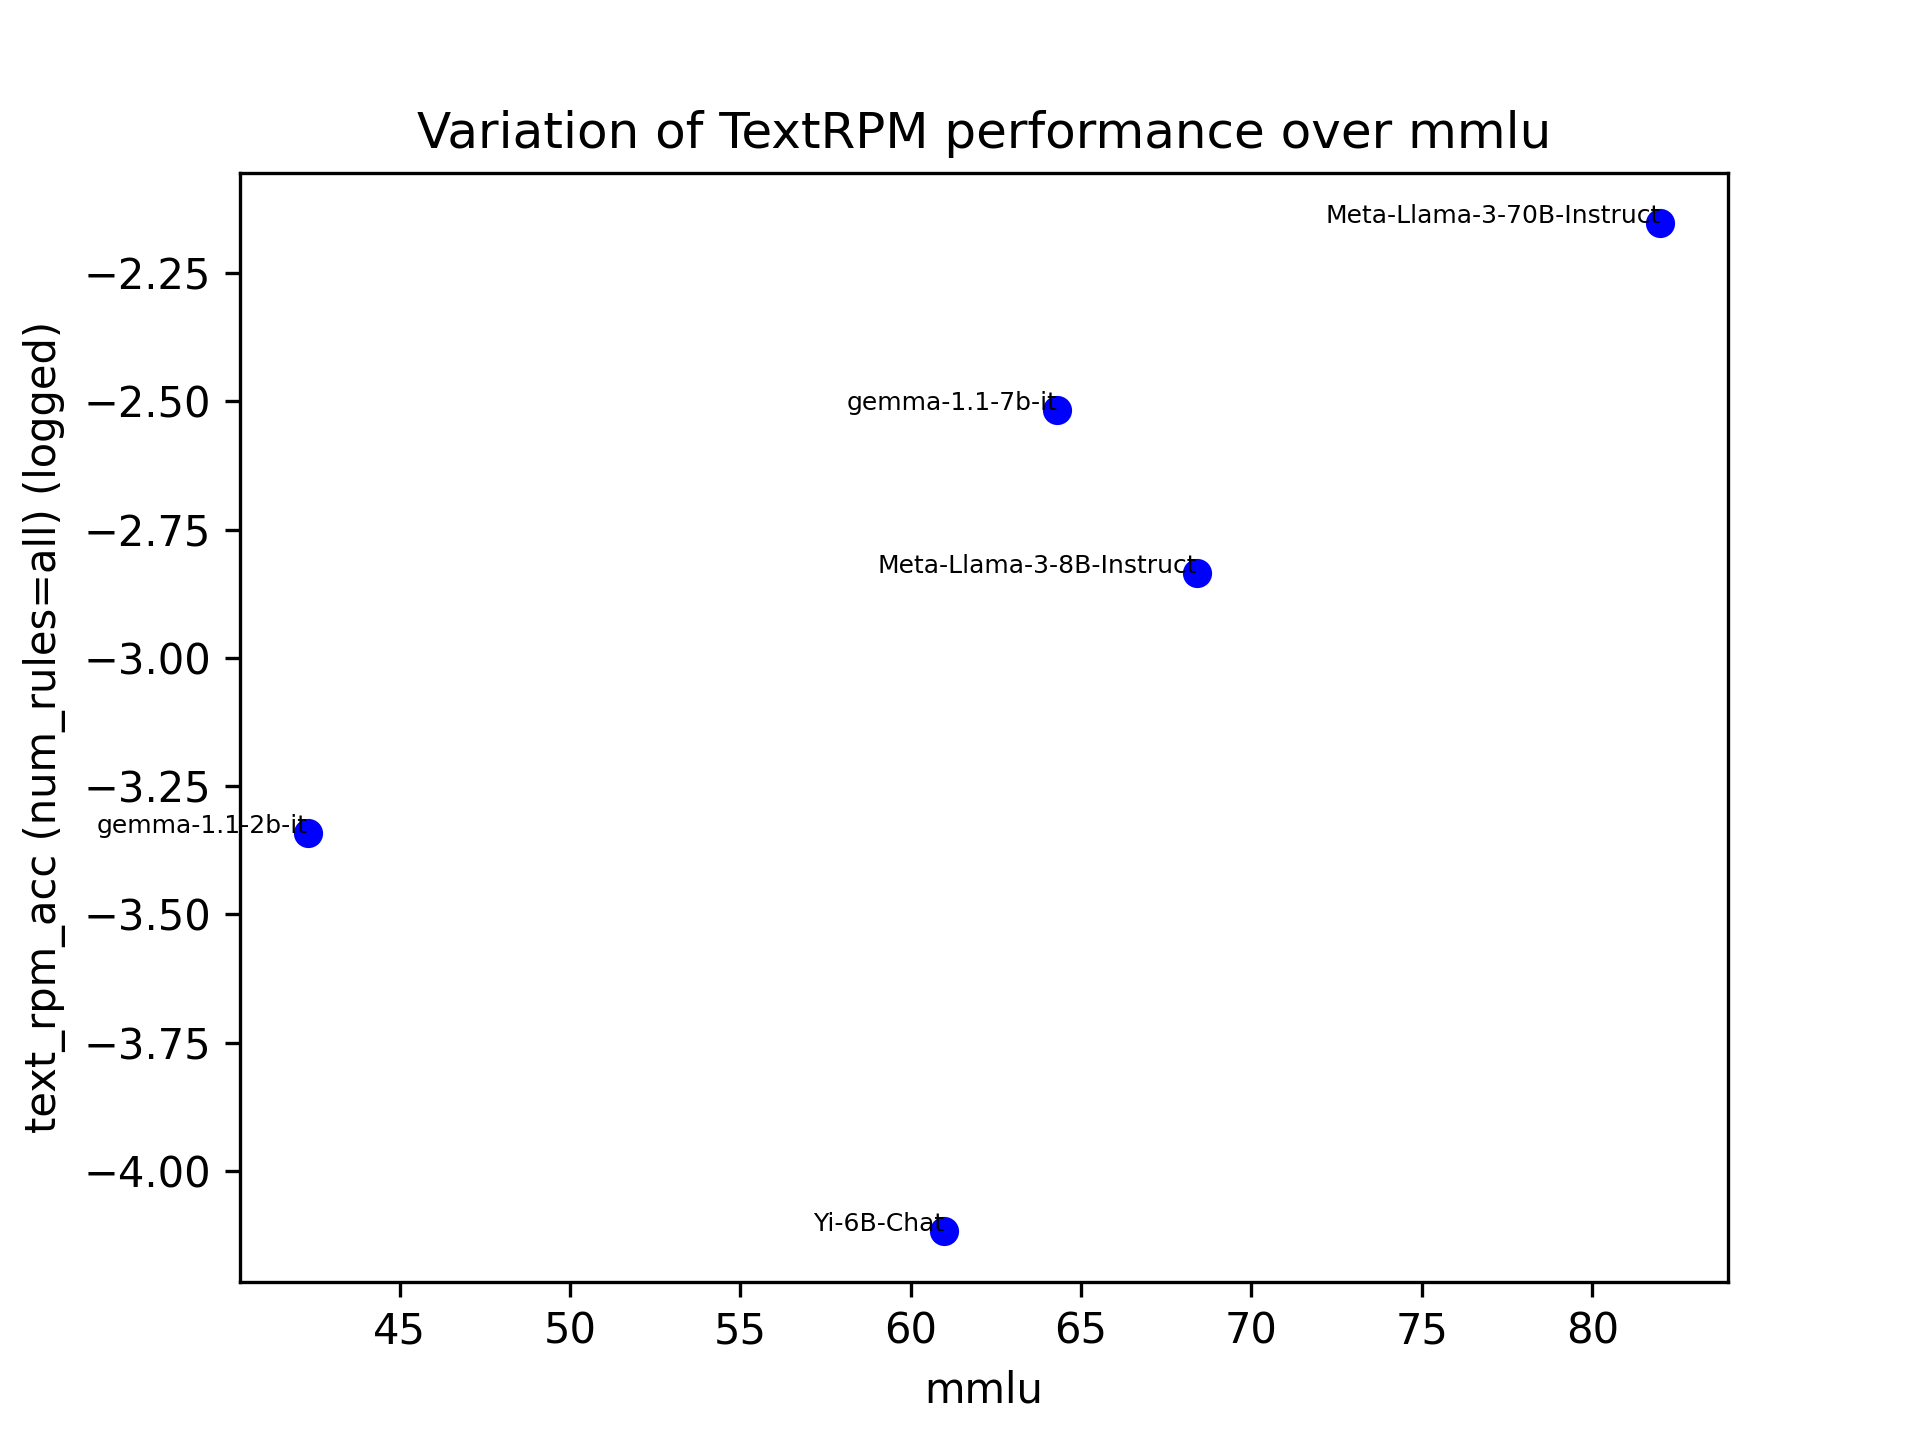 Variation of TextRPM performance over mmlu
text_rpm_acc (num_rules=all) (logged)
−2.25
−2.50
−2.75
−3.00
−3.25
−3.50
−3.75
−4.00
Meta-Llama-3-70B-Instruct
gemma-1.1-7b-it
Meta-Llama-3-8B-Instruct
gemma-1.1-2b-it
Yi-6B-Chat
45 50 55 60 65 70 75 80
mmlu